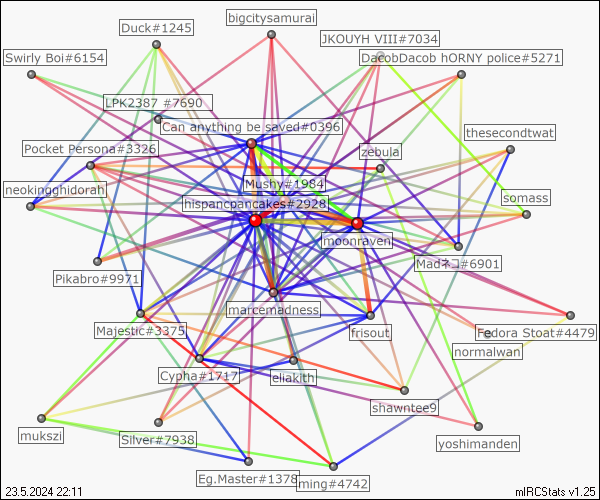 bigcitysamurai
Duck#1245
JKOUYH VIII#7034
Swirly Boi#6154
DacobDacob hORNY police#5271
LPK2387 #7690
Can anything be saved#0396
thesecondtwat
Pocket Persona#3326
zebula
Mushy#1984
neokingghidorah
somass
hispancpancakes#2928
moonraven
Madネコ#6901
Pikabro#9971
marcemadness
Majestic#3375
frisout
Fedora Stoat#4479
normalwan
Cypha#1717
eliakith
shawntee9
mukszi
Silver#7938
yoshimanden
Eg.Master#1378
ming#4742
23.5.2024 22:11
mIRCStats v1.25